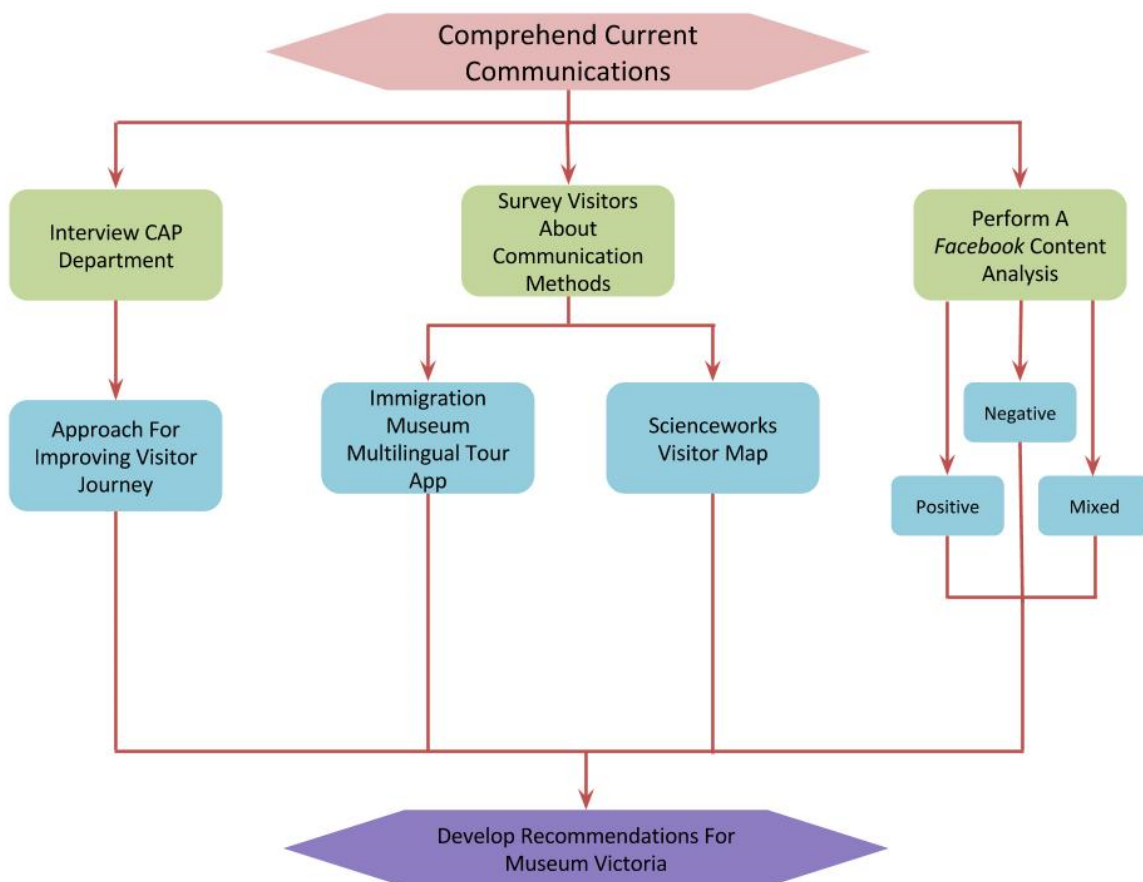 Comprehend Current
Communications
Interview CAP
Department
Survey Visitors
About
Communication
Methods
Perform A
Facebook Content
Analysis
Approach For
Improving Visitor
Journey
Immigration
Museum
Multilingual Tour
App
Scienceworks
Visitor Map
Negative
Positive
Mixed
Develop Recommendations For
Museum Victoria